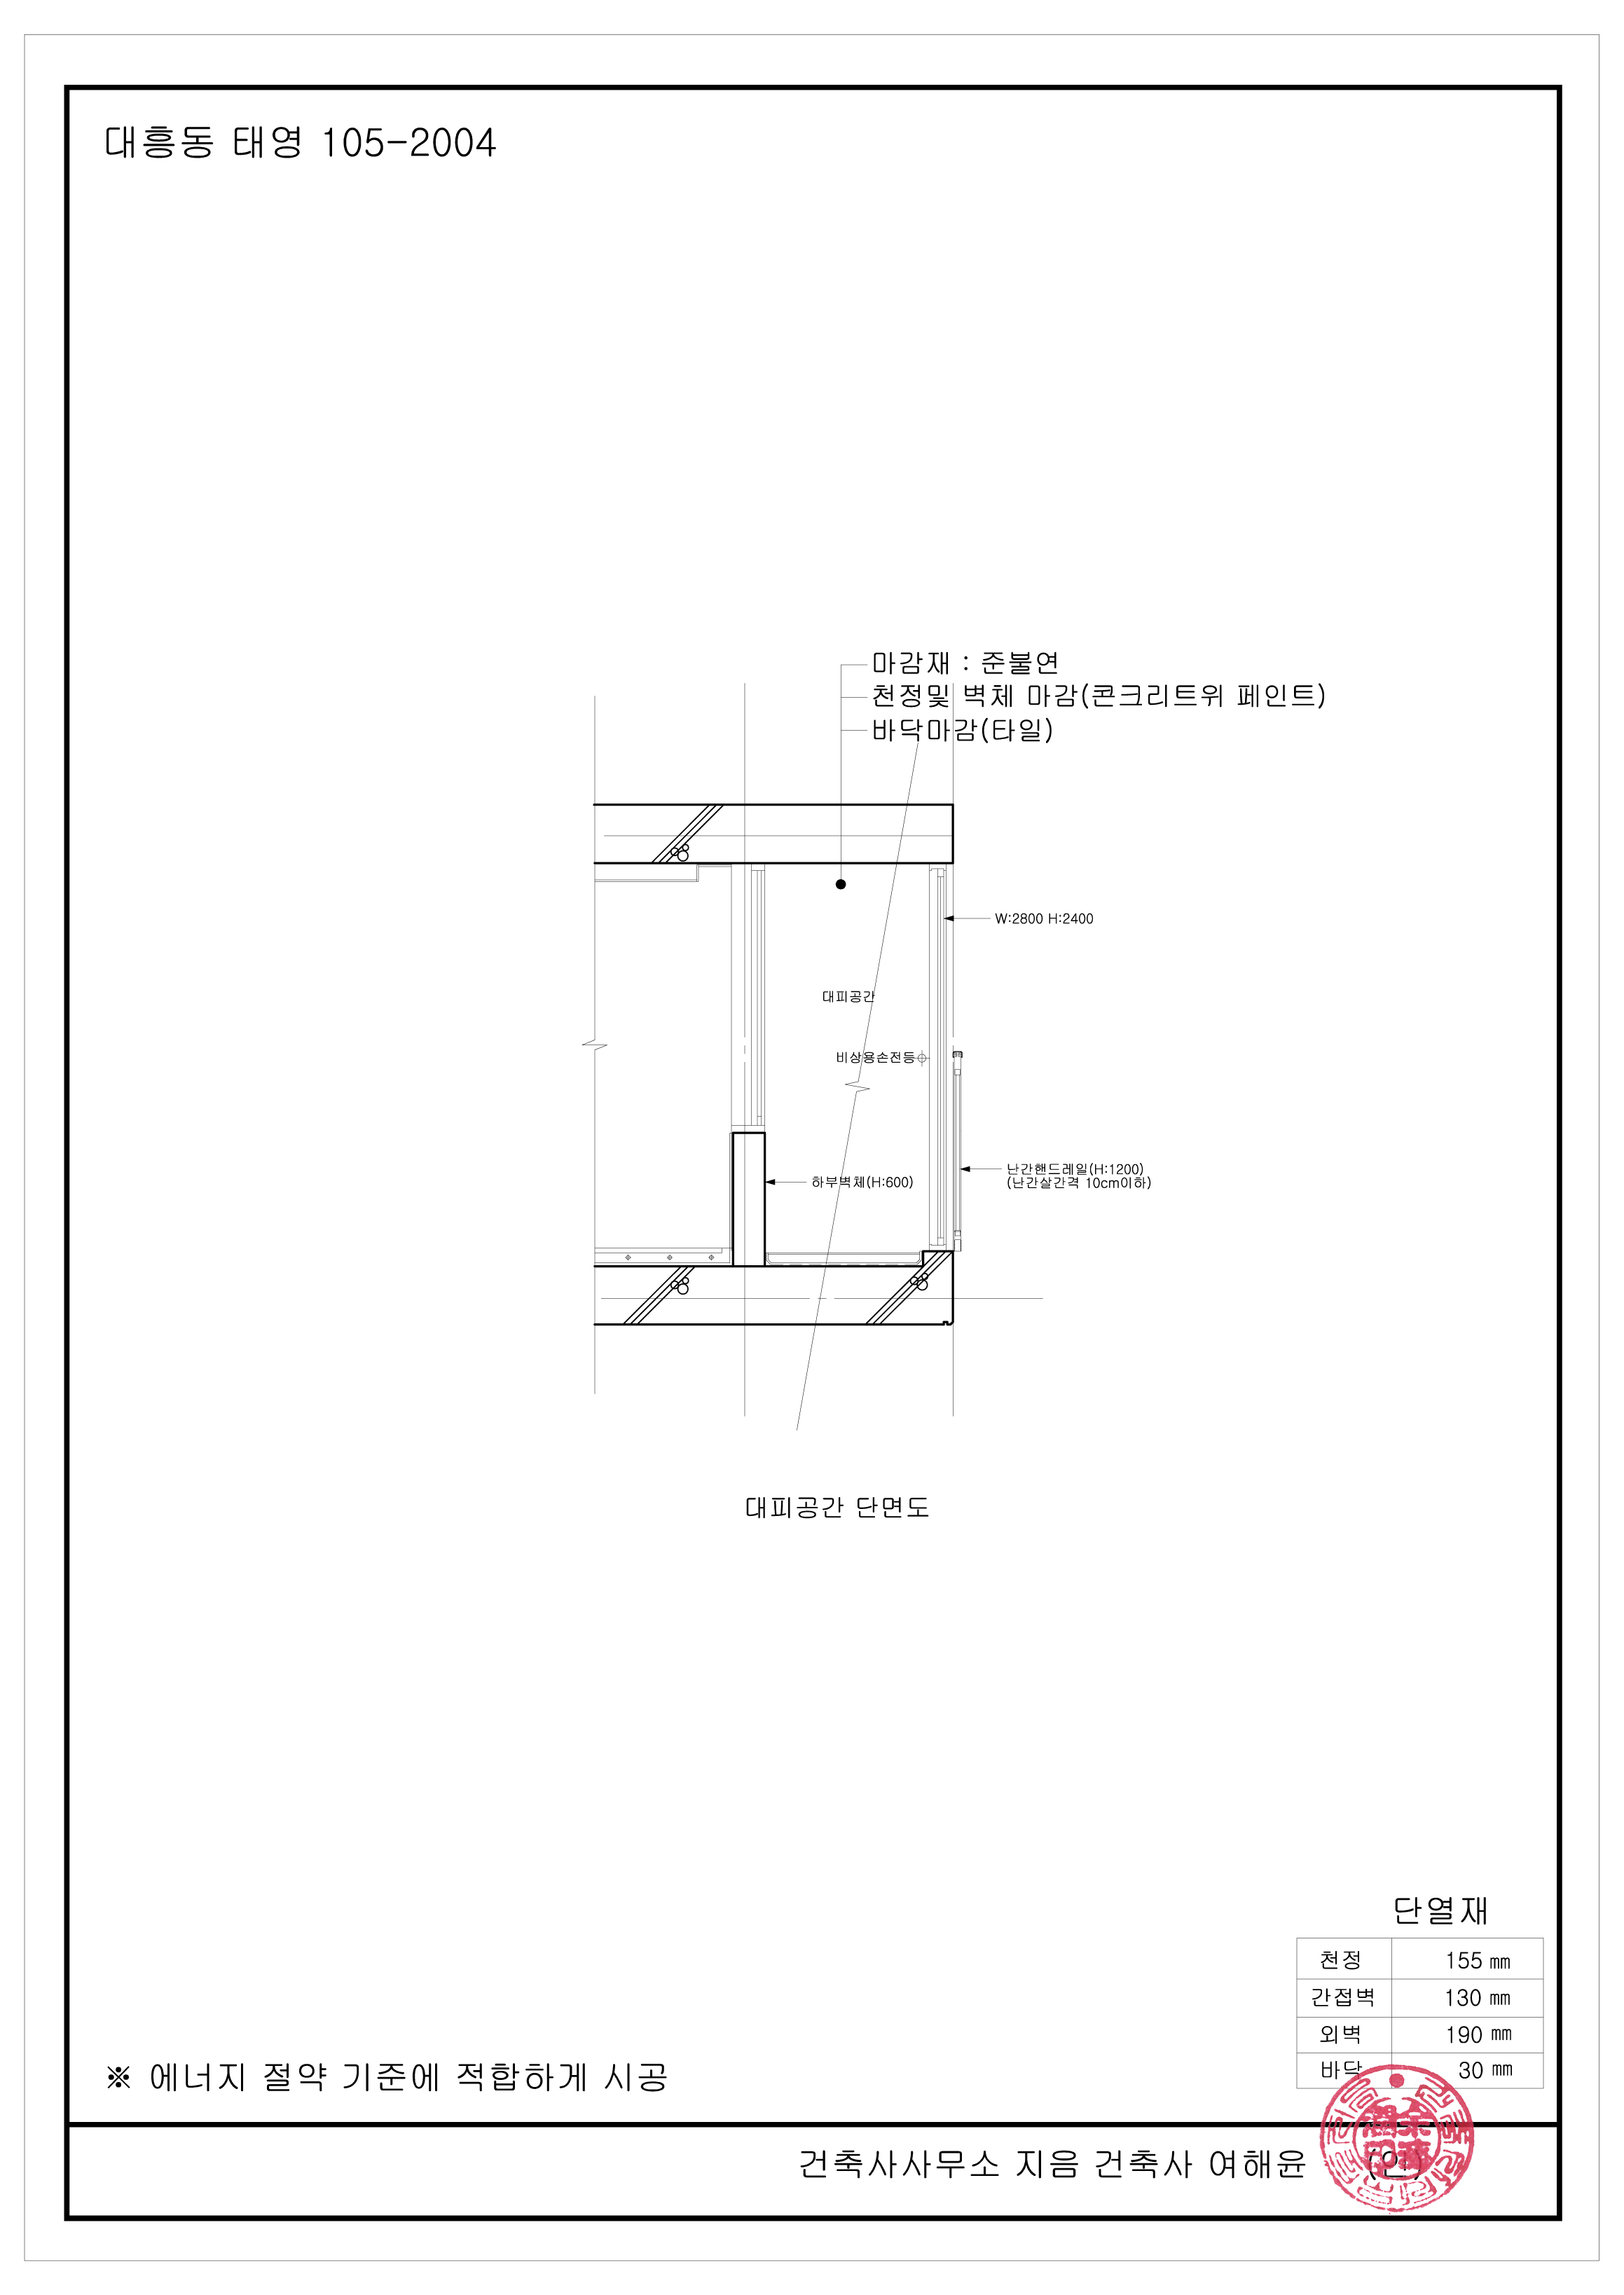 대흥동 태영 105-2004
마감재 : 준불연
천정및 벽체 마감(콘크리트위 페인트)
바닥마감(타일)
W:2800 H:2400
대피공간
비상용손전등
난간핸드레일(H:1200)
(난간살간격 10cm이하)
하부벽체(H:600)
대피공간 단면도
단열재
천정 155 ㎜
간접벽 130 ㎜
외벽 190 ㎜
바닥 30 ㎜
※ 에너지 절약 기준에 적합하게 시공
건축사사무소 지음 건축사 여해윤 (인)